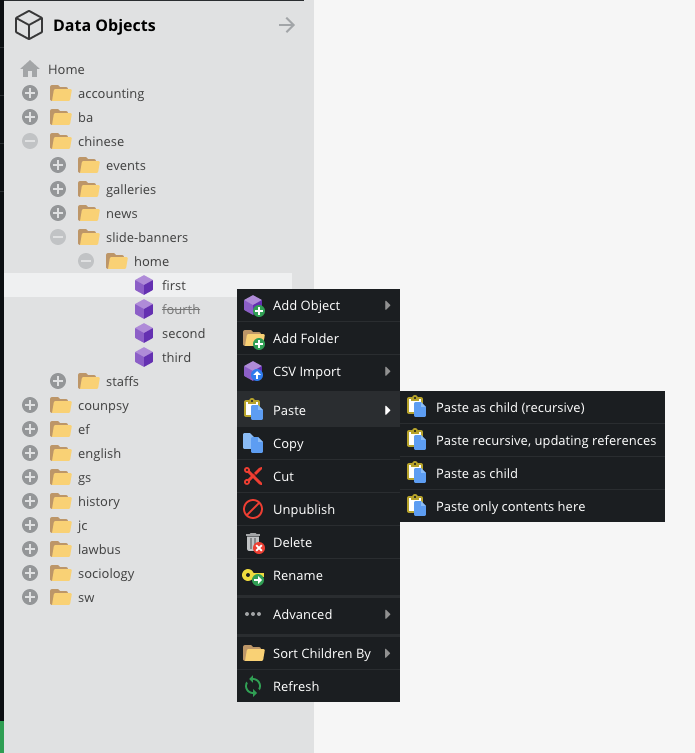 Data Objects
Home
accounting
ba
chinese
events
galleries
news
slide-banners
home
first
fourth
second
third
staffs
counpsy
ef
english
gs
history
jc
lawbus
sociology
sw
Add Object
Add Folder
CSV Import
Paste
Copy
Cut
Unpublish
Delete
Rename
Advanced
Sort Children By
Refresh
Paste as child (recursive)
Paste recursive, updating references
Paste as child
Paste only contents here